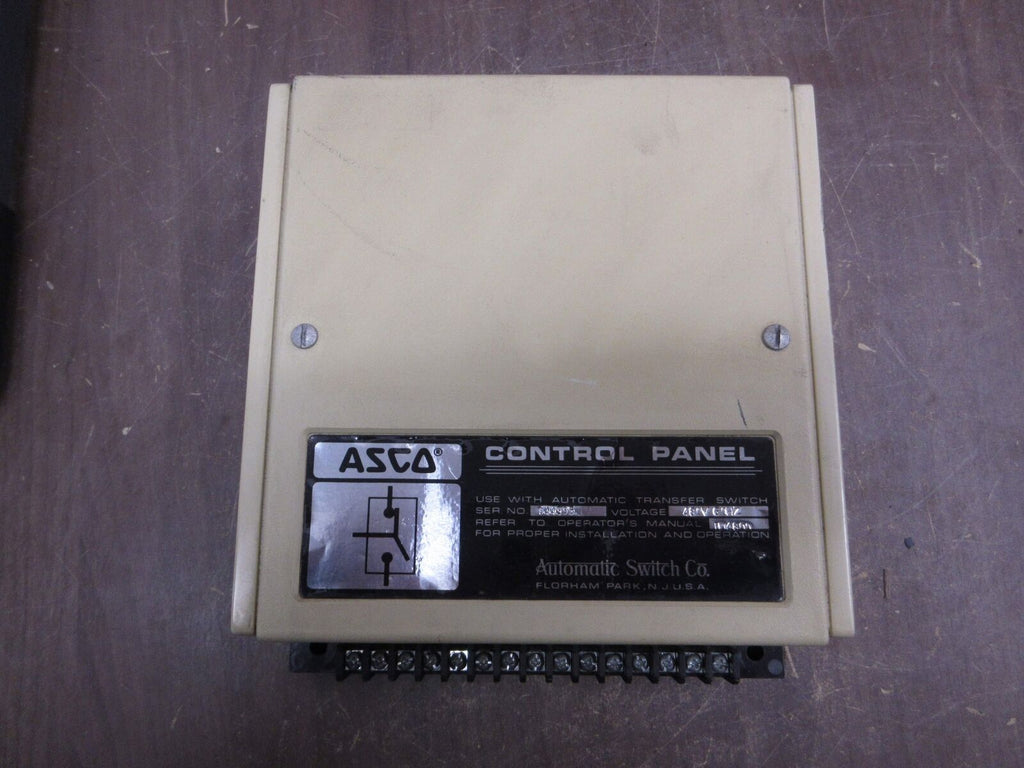 ASCO®
CONTROL PANEL
USE WITH AUTOMATIC TRANSFER SWITCH
SER NO VOLTAGE
REFER TO OPERATOR'S MANUAL
FOR PROPER INSTALLATION AND OPERATION
Automatic Switch Co.
FLORHAM PARK, N.J. U.S.A.